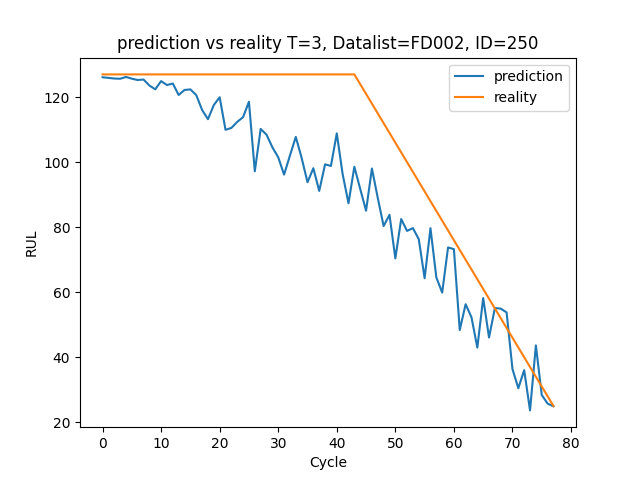 prediction vs reality T=3, Datalist=FD002, ID=250
prediction
reality
RUL
120
100
80
60
40
20
0 10 20 30 40 50 60 70 80
Cycle